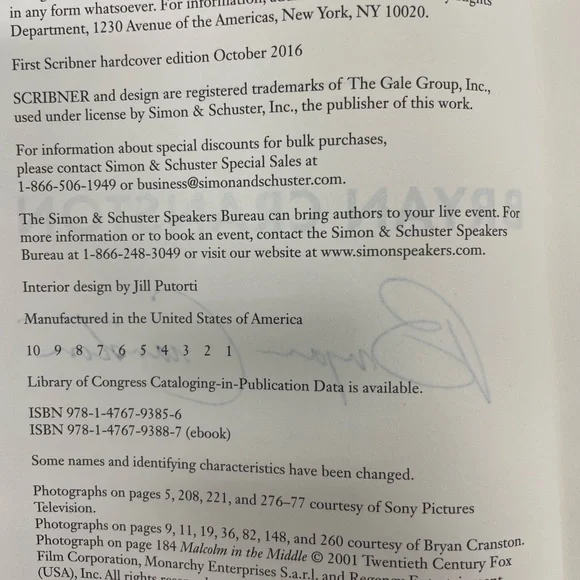 in any form whatsoever. For information,
Department, 1230 Avenue of the Americas, New York, NY 10020.
First Scribner hardcover edition October 2016
SCRIBNER and design are registered trademarks of The Gale Group, Inc.,
used under license by Simon & Schuster, Inc., the publisher of this work.
For information about special discounts for bulk purchases,
please contact Simon & Schuster Special Sales at
1-866-506-1949 or business@simonandschuster.com.
The Simon & Schuster Speakers Bureau can bring authors to your live event. For
more information or to book an event, contact the Simon & Schuster Speakers
Bureau at 1-866-248-3049 or visit our website at www.simonspeakers.com.
Interior design by Jill Putorti
Manufactured in the United States of America
10 9 8 7 6 5 4 3 2 1
Library of Congress Cataloging-in-Publication Data is available.
ISBN 978-1-4767-9385-6
ISBN 978-1-4767-9388-7 (ebook)
Some names and identifying characteristics have been changed.
Photographs on pages 5, 208, 221, and 276–77 courtesy of Sony Pictures
Television.
Photographs on pages 9, 11, 19, 36, 82, 148, and 260 courtesy of Bryan Cranston.
Photograph on page 184 Malcolm in the Middle © 2001 Twentieth Century Fox
Film Corporation, Monarchy Enterprises S.a.r.l. and Regency Entertainment
(USA), Inc. All rights